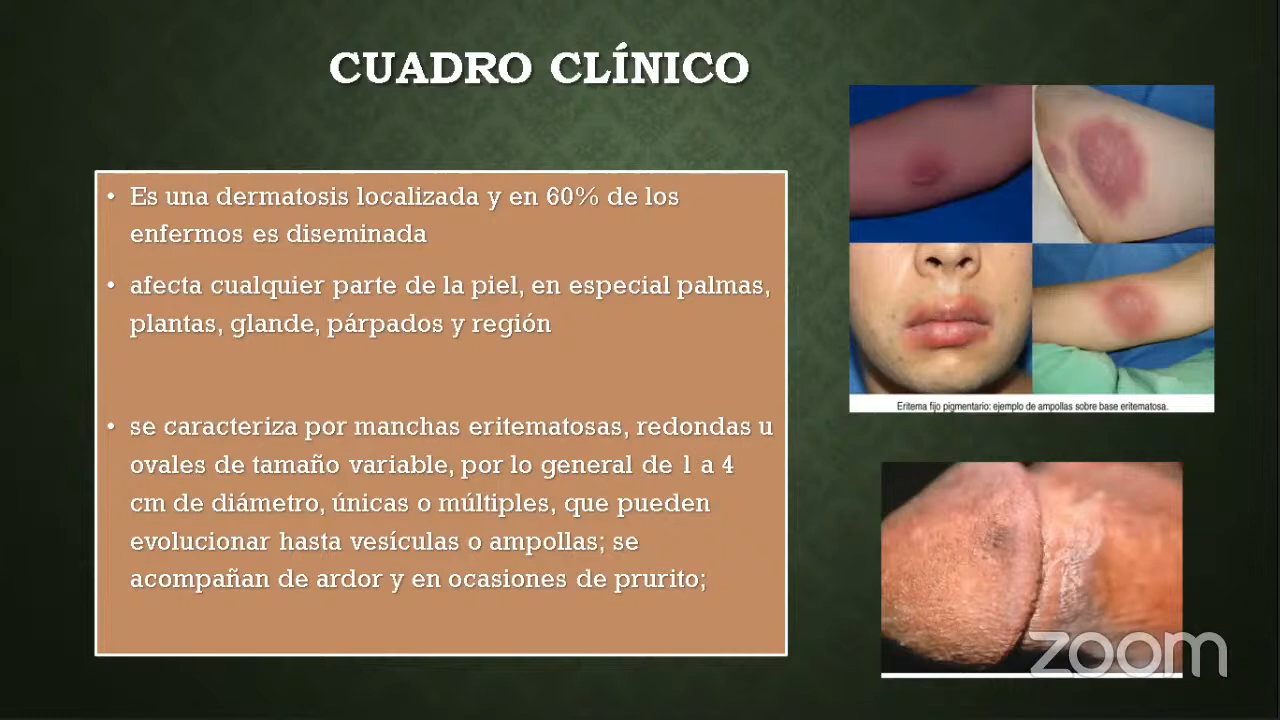 CUADRO CLÍNICO
• Es una dermatosis localizada y en 60% de los
enfermos es diseminada
• afecta cualquier parte de la piel, en especial palmas,
plantas, glande, párpados y región
• se caracteriza por manchas eritematosas, redondas u
ovales de tamaño variable, por lo general de 1 a 4
cm de diámetro, únicas o múltiples, que pueden
evolucionar hasta vesículas o ampollas; se
acompañan de ardor y en ocasiones de prurito;
Eritema fijo pigmentario: ejemplo de ampollas sobre base eritematosa.
zoom